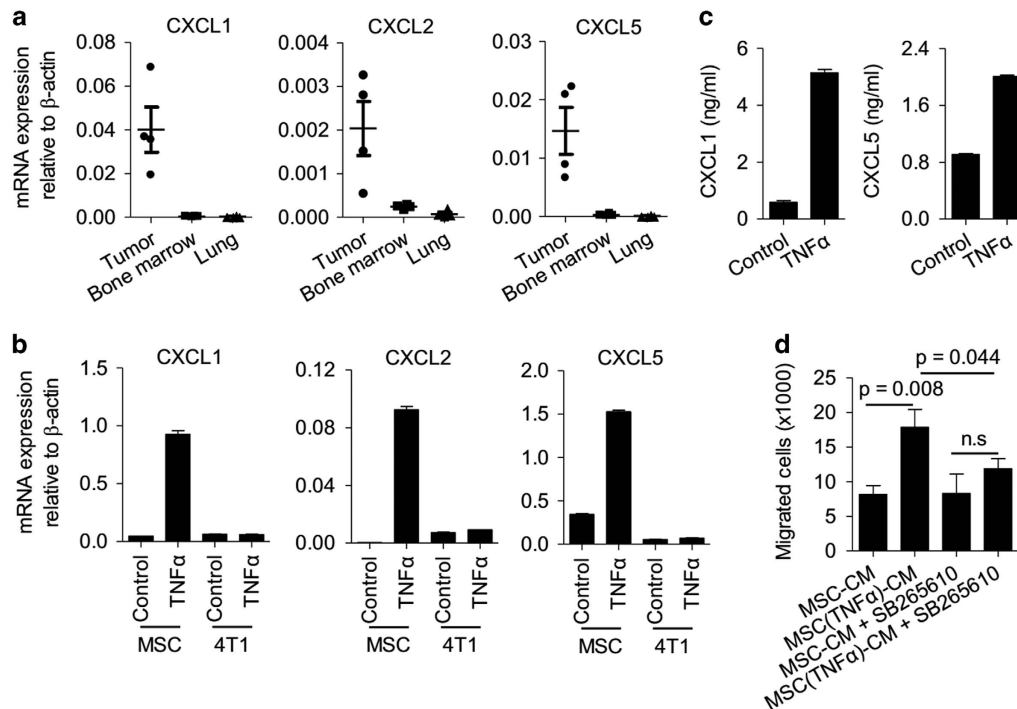 a
CXCL1
CXCL2
CXCL5
mRNA expression
relative to β-actin
0.08
0.06
0.04
0.02
0.00
0.004
0.003
0.002
0.001
0.000
0.03
0.02
0.01
0.00
Tumor
Bone marrow
Lung
Tumor
Bone marrow
Lung
Tumor
Bone marrow
Lung
c
CXCL1 (ng/ml)
6
3
0
Control
TNFα
CXCL5 (ng/ml)
2.4
1.6
0.8
0.0
Control
TNFα
b
CXCL1
CXCL2
CXCL5
mRNA expression
relative to β-actin
1.5
1.0
0.5
0.0
0.12
0.08
0.04
0.00
2.0
1.5
1.0
0.5
0.0
Control
TNFα
Control
TNFα
MSC
4T1
Control
TNFα
Control
TNFα
MSC
4T1
Control
TNFα
Control
TNFα
MSC
4T1
d
p = 0.044
p = 0.008
n.s
Migrated cells (x1000)
25
20
15
10
5
0
MSC-CM
MSC(TNFα)-CM
MSC-CM + SB265610
MSC(TNFα)-CM + SB265610